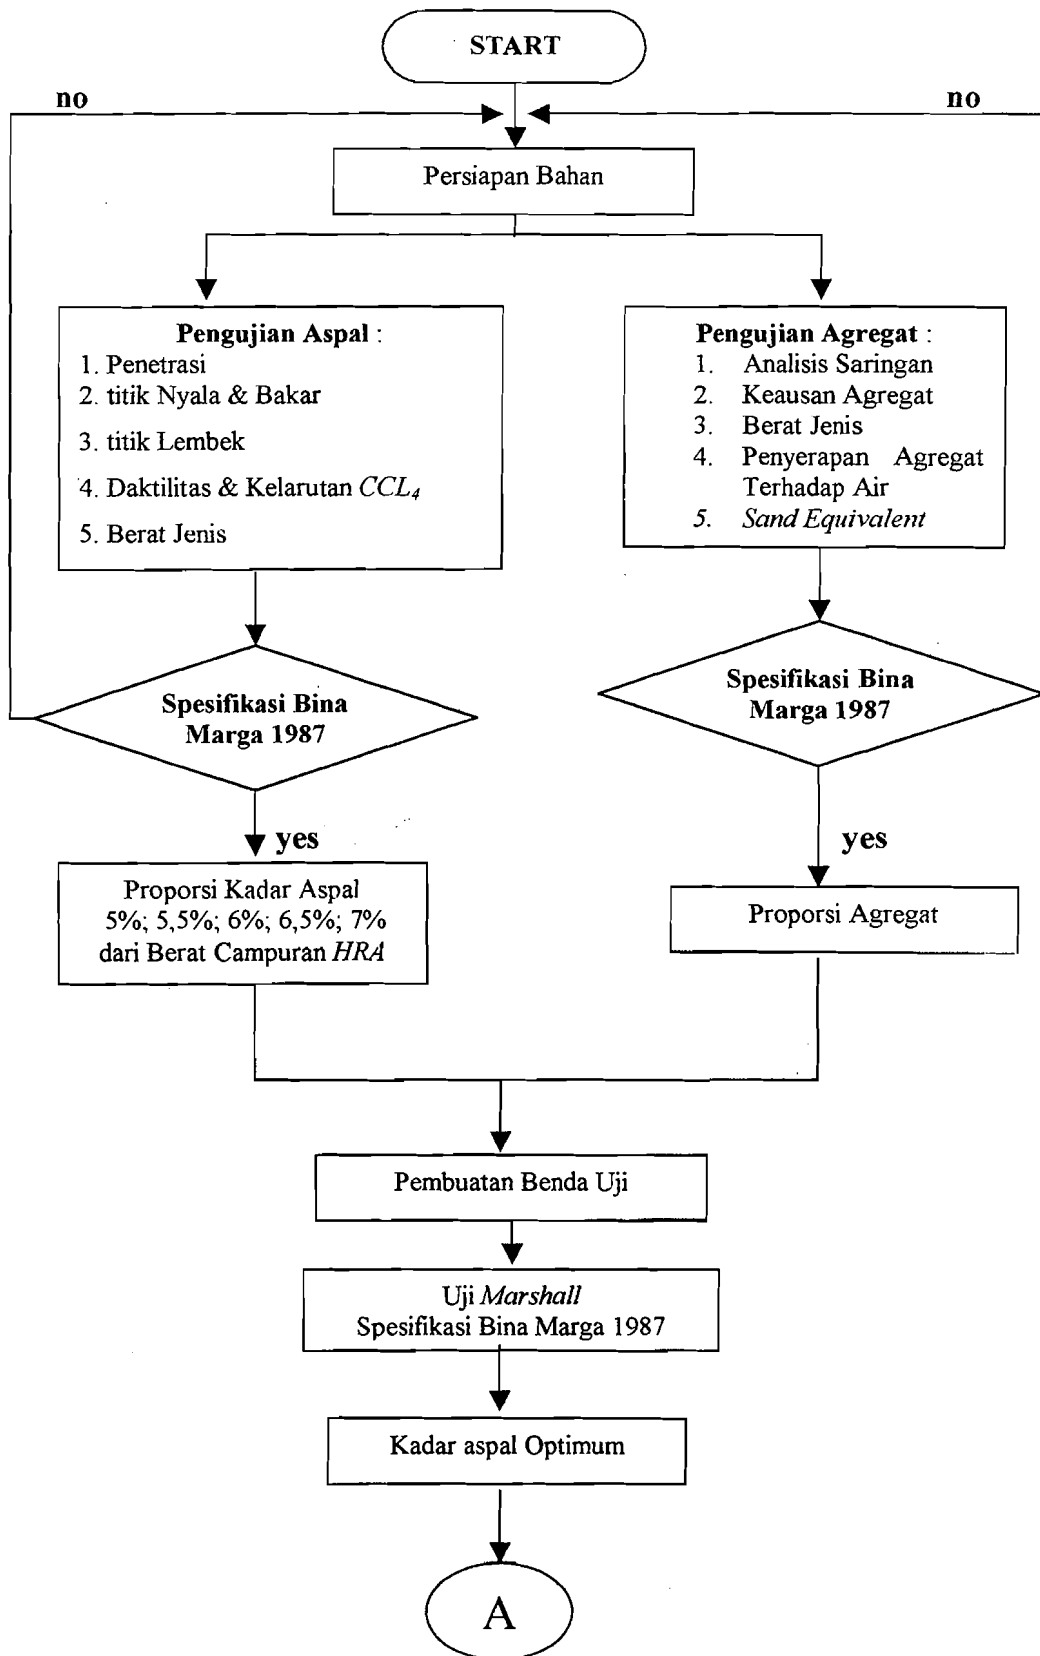 START
no
no
Persiapan Bahan
Pengujian Aspal :
1. Penetrasi
2. titik Nyala & Bakar
3. titik Lembek
4. Daktilitas & Kelarutan CCL4
5. Berat Jenis
Pengujian Agregat :
1. Analisis Saringan
2. Keausan Agregat
3. Berat Jenis
4. Penyerapan Agregat
Terhadap Air
5. Sand Equivalent
Spesifikasi Bina
Marga 1987
Spesifikasi Bina
Marga 1987
yes
yes
Proporsi Kadar Aspal
5%; 5,5%; 6%; 6,5%; 7%
dari Berat Campuran HRA
Proporsi Agregat
Pembuatan Benda Uji
Uji Marshall
Spesifikasi Bina Marga 1987
Kadar aspal Optimum
A